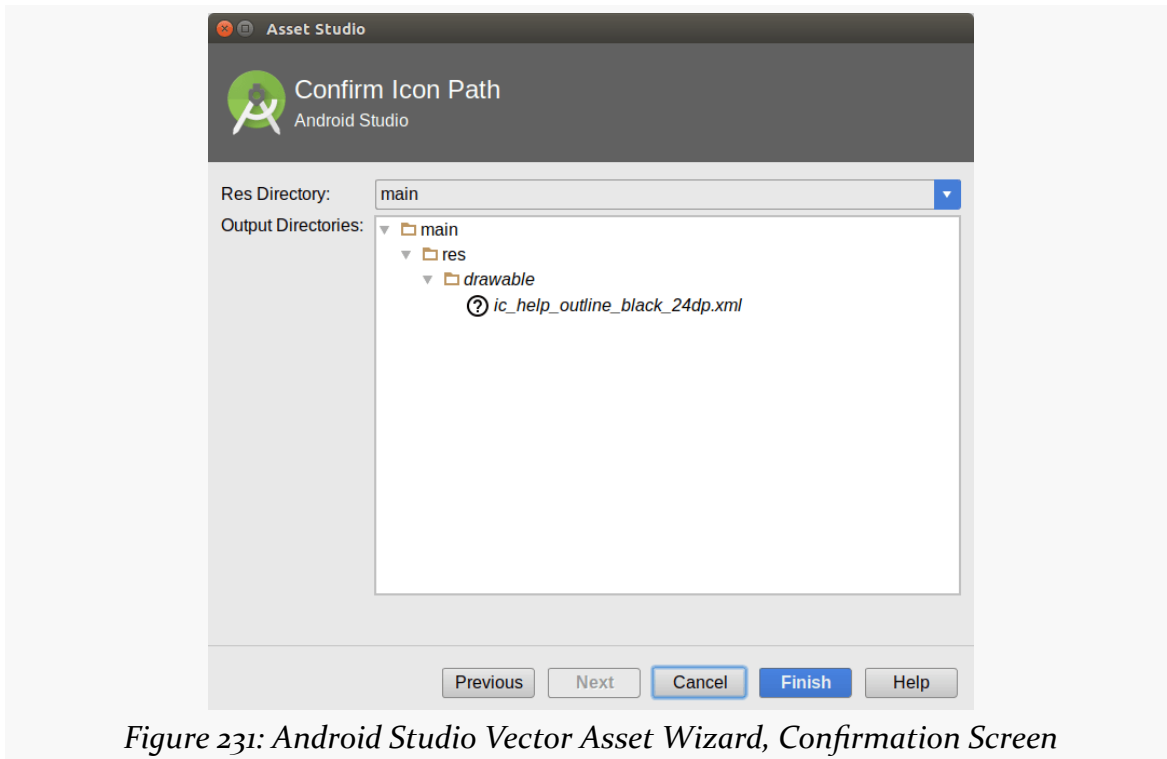 Asset Studio
Confirm Icon Path
Android Studio
Res Directory: main
Output Directories: main
res
drawable
ic_help_outline_black_24dp.xml
Previous Next Cancel Finish Help
Figure 231: Android Studio Vector Asset Wizard, Confirmation Screen